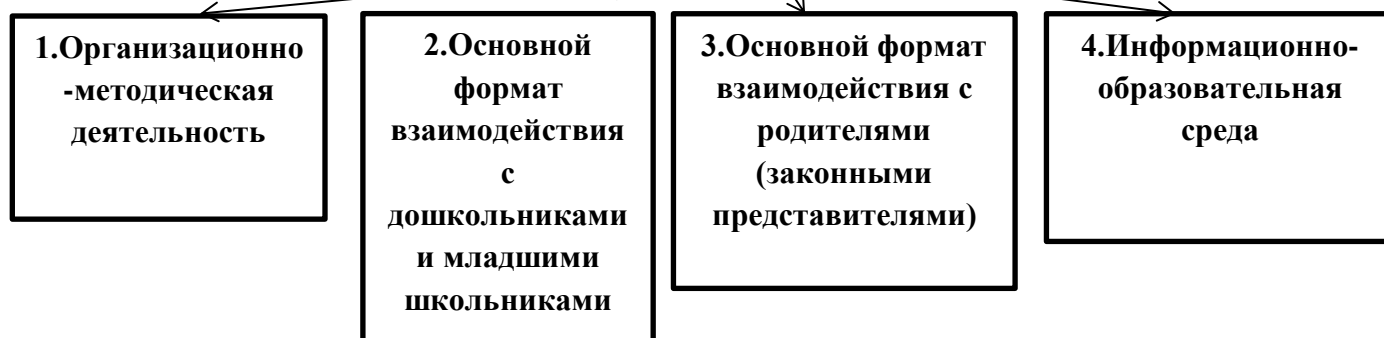 1.Организационно
-методическая
деятельность
2.Основной
формат
взаимодействия
с
дошкольниками
и младшими
школьниками
3.Основной формат
взаимодействия с
родителями
(законными
представителями)
4.Информационно-
образовательная
среда